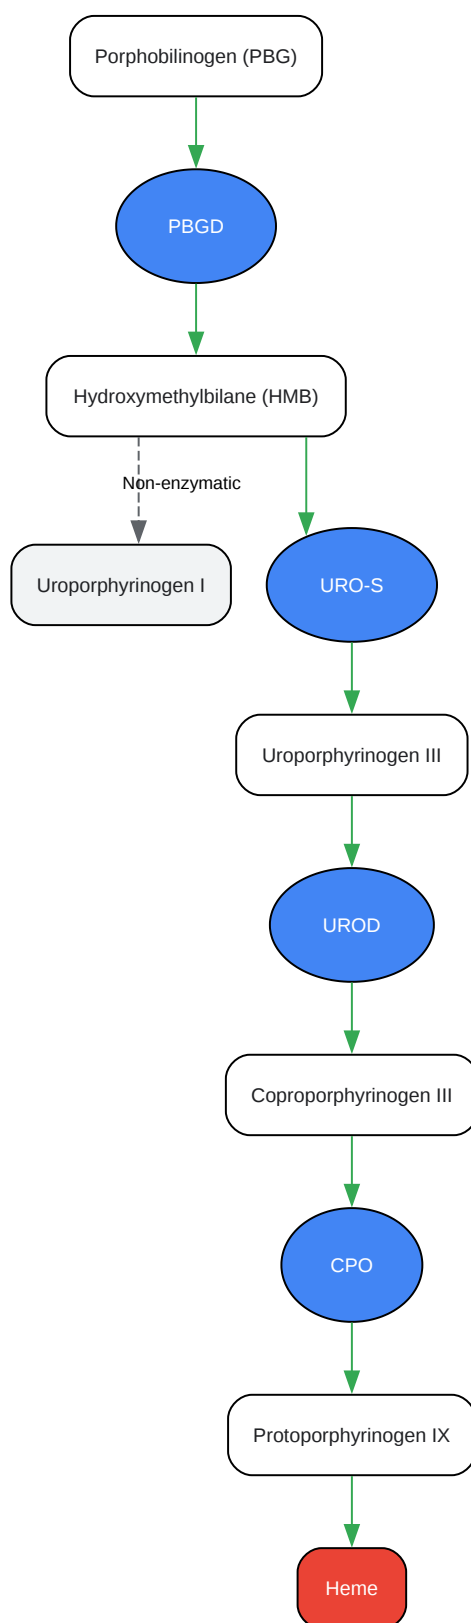 Porphobilinogen (PBG)
PBGD
Hydroxymethylbilane (HMB)
Non-enzymatic
Uroporphyrinogen I
URO-S
Uroporphyrinogen III
UROD
Coproporphyrinogen III
CPO
Protoporphyrinogen IX
Heme